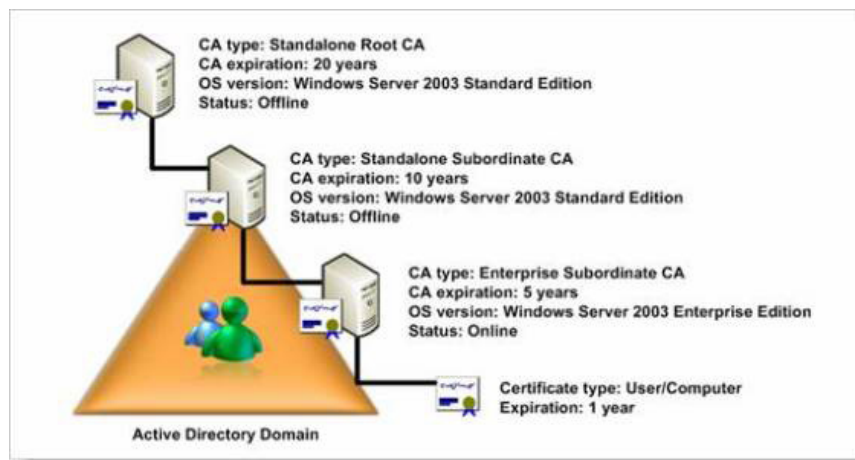 CA type: Standalone Root CA
CA expiration: 20 years
OS version: Windows Server 2003 Standard Edition
Status: Offline
CA type: Standalone Subordinate CA
CA expiration: 10 years
OS version: Windows Server 2003 Standard Edition
Status: Offline
CA type: Enterprise Subordinate CA
CA expiration: 5 years
OS version: Windows Server 2003 Enterprise Edition
Status: Online
Certificate type: User/Computer
Expiration: 1 year
Active Directory Domain